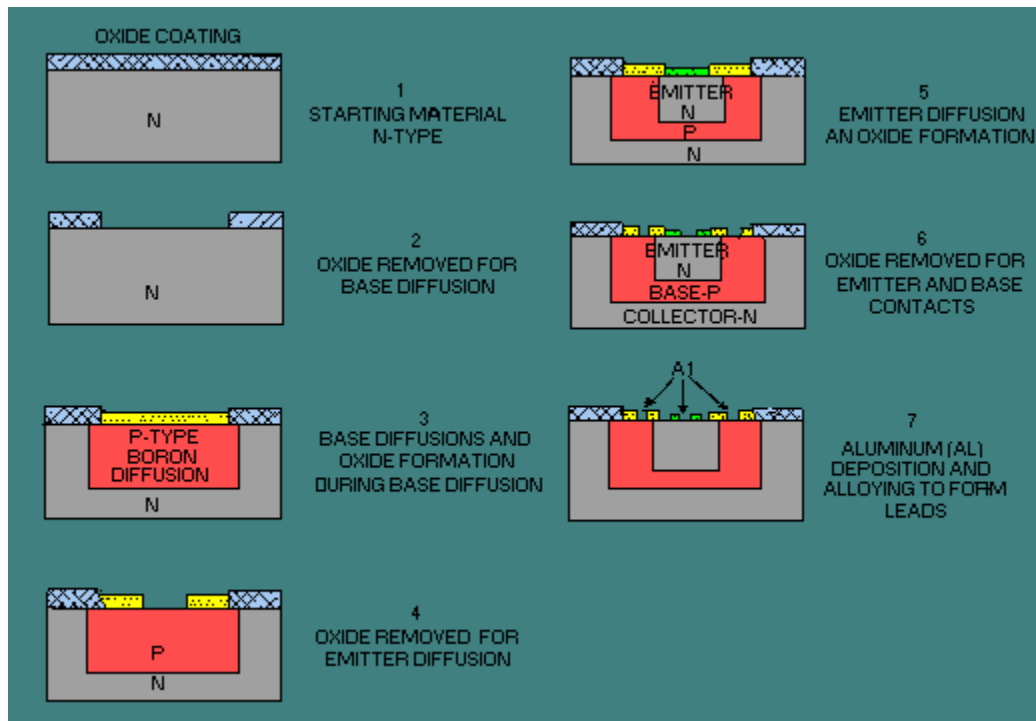 OXIDE COATING
N
1
STARTING MATERIAL
N-TYPE
2
OXIDE REMOVED FOR
BASE DIFFUSION
N
P-TYPE
BORON
DIFFUSION
N
3
BASE DIFFUSIONS AND
OXIDE FORMATION
DURING BASE DIFFUSION
P
N
4
OXIDE REMOVED FOR
EMITTER DIFFUSION
EMITTER
N
P
N
5
EMITTER DIFFUSION
AN OXIDE FORMATION
EMITTER
N
BASE-P
COLLECTOR-N
6
OXIDE REMOVED FOR
EMITTER AND BASE
CONTACTS
A1
7
ALUMINUM (AL)
DEPOSITION AND
ALLOYING TO FORM
LEADS